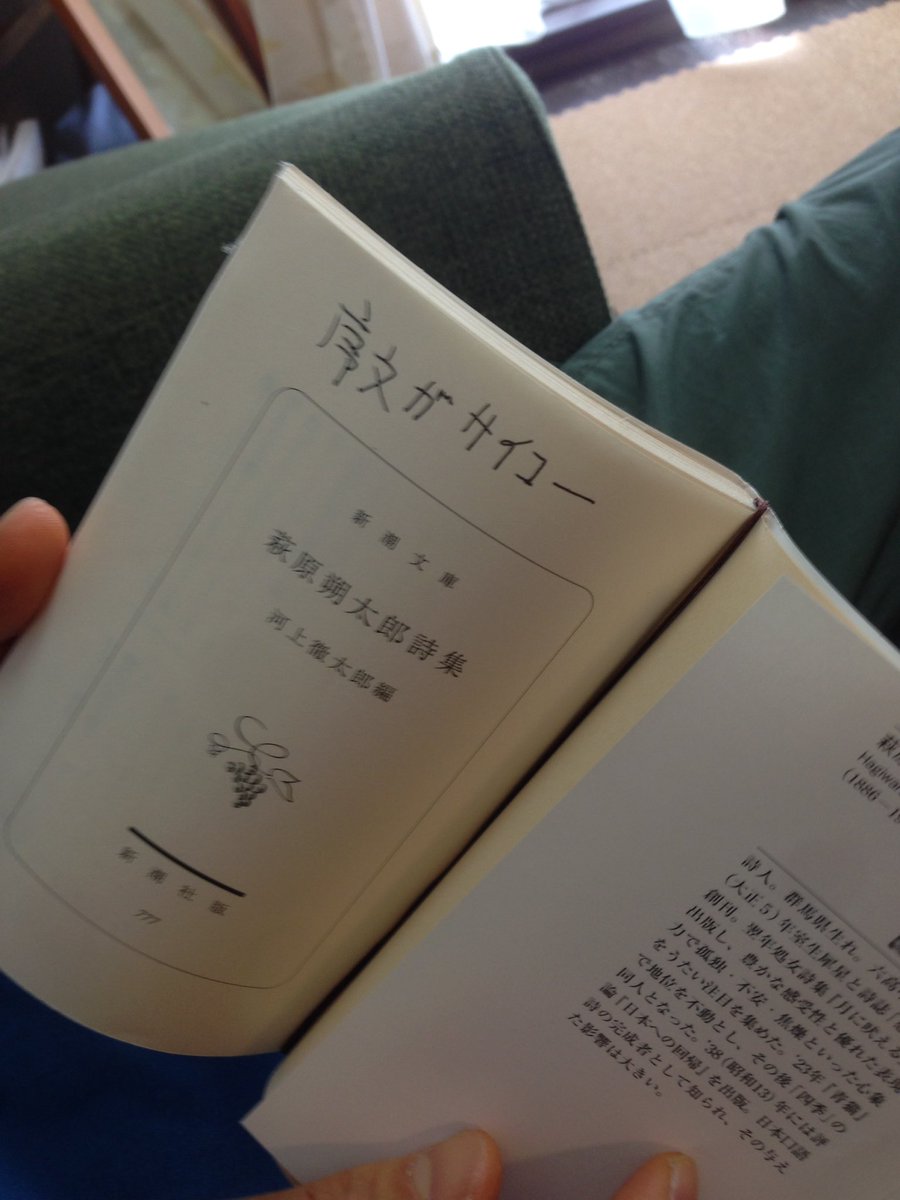 序文がサイコー
新潮文庫
萩原朔太郎詩集
河上徹太郎編
新潮社版
777
萩原
Hagiwar
(1886-19
詩人。群馬県生れ。六高
(大正5)年室生犀星と詩誌「
創刊。翌年処女詩集『月に吠える
出版し、豊かな感受性と優れた表現
力で孤独・不安・焦燥といった心象
をうたい注目を集めた。'23年『青猫』
で地位を不動とし、その後「四季」の
同人となった。'38(昭和13)年には評
論『日本への回帰』を出版。日本口語
詩の完成者として知られ、その与え
た影響は大きい。